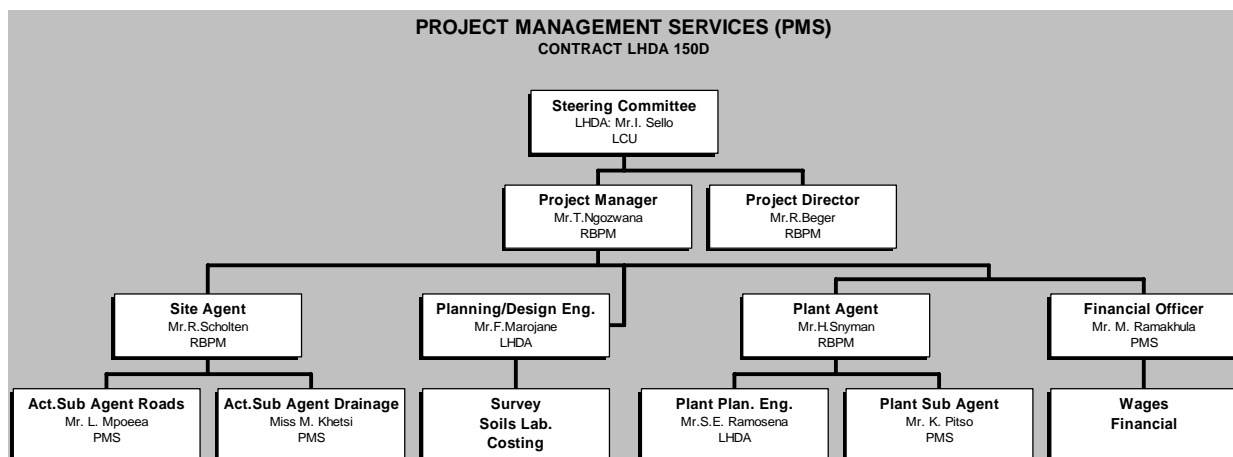 PROJECT MANAGEMENT SERVICES (PMS)
CONTRACT LHDA 150D
Steering Committee
LHDA: Mr.I. Sello
LCU
Project Manager
Mr.T.Ngozwana
RBPM
Project Director
Mr.R.Beger
RBPM
Site Agent
Mr.R.Scholten
RBPM
Planning/Design Eng.
Mr.F.Marojane
LHDA
Plant Agent
Mr.H.Snyman
RBPM
Financial Officer
Mr. M. Ramakhula
PMS
Act.Sub Agent Roads
Mr. L. Mpoeea
PMS
Act.Sub Agent Drainage
Miss M. Khetsi
PMS
Survey
Soils Lab.
Costing
Plant Plan. Eng.
Mr.S.E. Ramosena
LHDA
Plant Sub Agent
Mr. K. Pitso
PMS
Wages
Financial